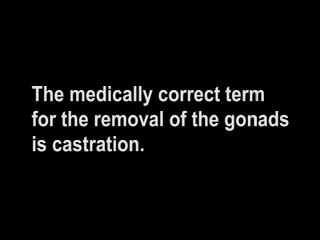 The medically correct term
for the removal of the gonads
is castration.